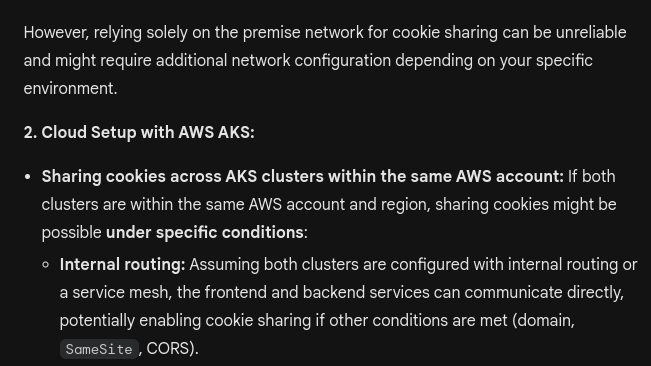 However, relying solely on the premise network for cookie sharing can be unreliable
and might require additional network configuration depending on your specific
environment.
2. Cloud Setup with AWS AKS:
• Sharing cookies across AKS clusters within the same AWS account: If both
clusters are within the same AWS account and region, sharing cookies might be
possible under specific conditions:
◦ Internal routing: Assuming both clusters are configured with internal routing or
a service mesh, the frontend and backend services can communicate directly,
potentially enabling cookie sharing if other conditions are met (domain,
SameSite, CORS).